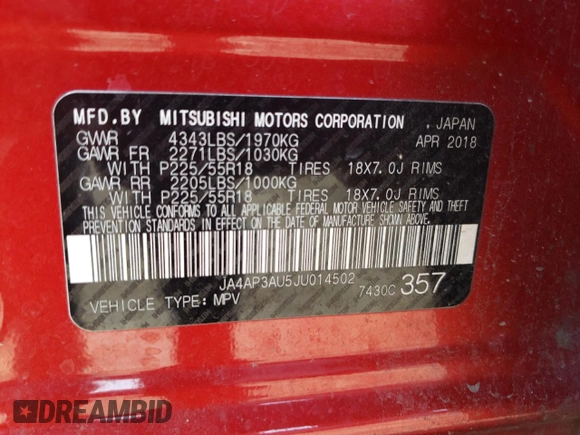 MFD.BY MITSUBISHI MOTORS CORPORATION , JAPAN
GVWR 4343LBS/1970KG APR 2018
GAWR FR 2271LBS/1030KG
WITH P225/55R18 TIRES 18X7.0J RIMS
GAWR RR 2205LBS/1000KG
WITH P225/55R18 TIRES 18X7.0J RIMS
THIS VEHICLE CONFORMS TO ALL APPLICABLE FEDERAL MOTOR VEHICLE SAFETY AND THEFT
PREVENTION STANDARDS IN EFFECT ON THE DATE OF MANUFACTURE SHOWN ABOVE.
JA4AP3AU5JU014502
VEHICLE TYPE: MPV 7430C 357
DREAMBID